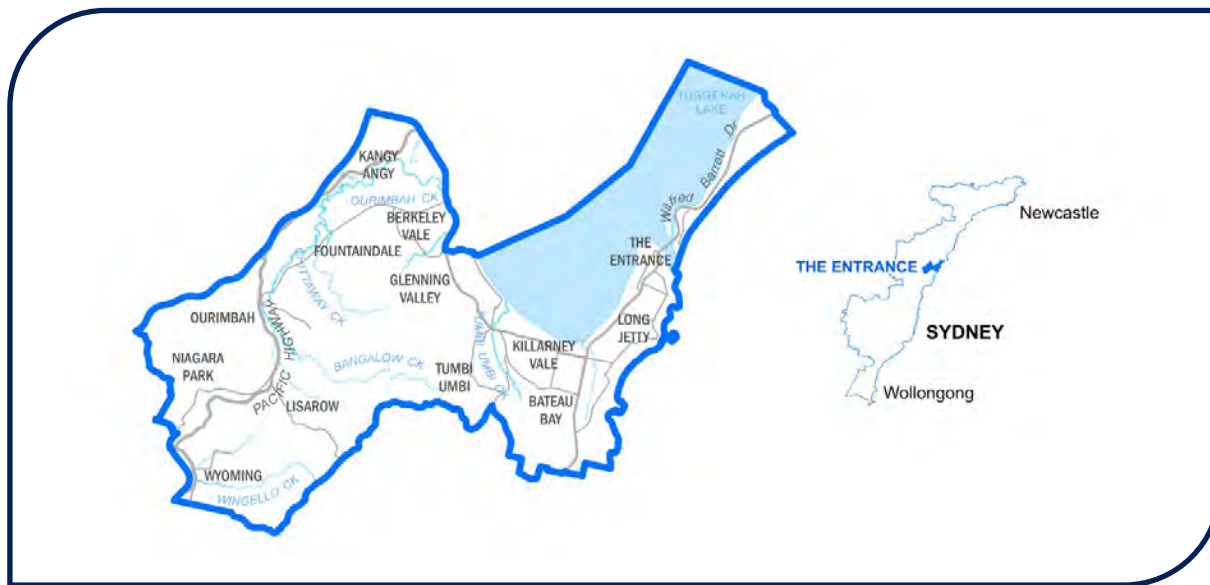 TUGGERAH
LAKE
Wilfred Barrett Dr
KANGY
ANGY
OURIMBAH CK
BERKELEY
VALE
FOUNTAINDALE
THE
ENTRANCE
GLENNING
VALLEY
CHITTAWAY CK
OURIMBAH
PACIFIC HIGHWAY
LONG
JETTY
NIAGARA
PARK
BANGALOW CK
TUMBI
UMBI
TUMBI UMBI CK
KILLARNEY
VALE
BATEAU
BAY
LISAROW
WYOMING
WINGELLO CK
Newcastle
THE ENTRANCE
SYDNEY
Wollongong